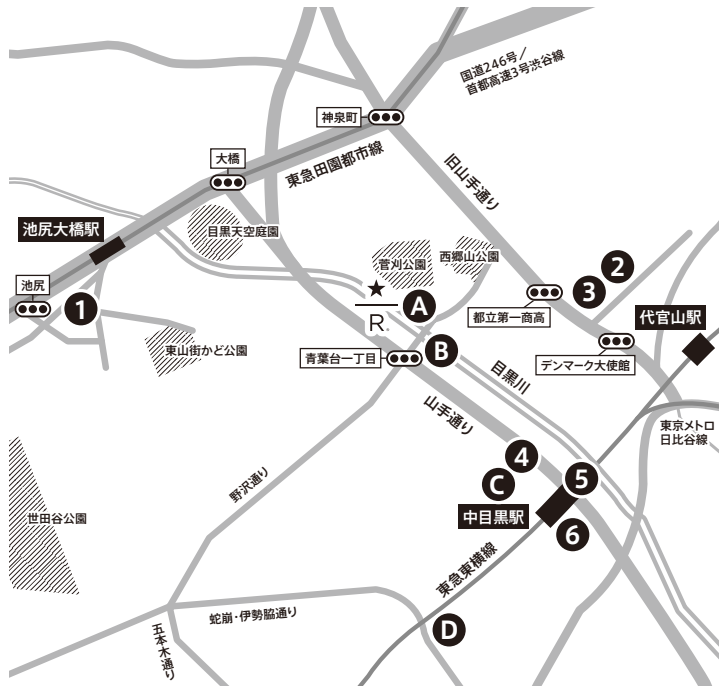 国道246号／
首都高速3号渋谷線
神泉町
大橋
東急田園都市線
旧山手通り
池尻大橋駅
目黒天空庭園
菅刈公園
西郷山公園
池尻
1
★
R.
A
2
3
都立第一商高
代官山駅
デンマーク大使館
東山街かど公園
青葉台一丁目
B
目黒川
山手通り
東京メトロ
日比谷線
野沢通り
4
C
5
中目黒駅
6
世田谷公園
東急東横線
蛇崩・伊勢脇通り
五本木通り
D